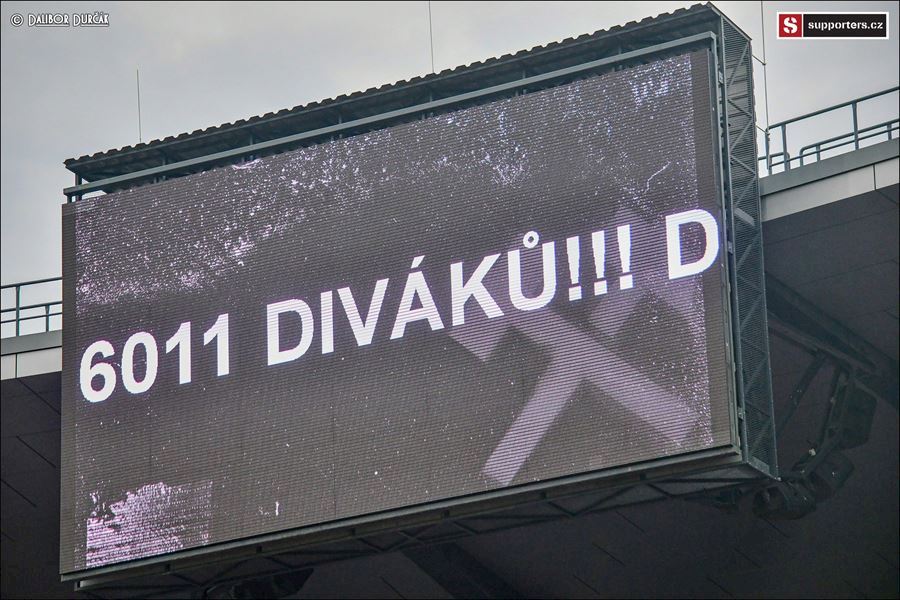 © Dalibor Durčák
S supporters.cz
6011 DIVÁKŮ!!! D